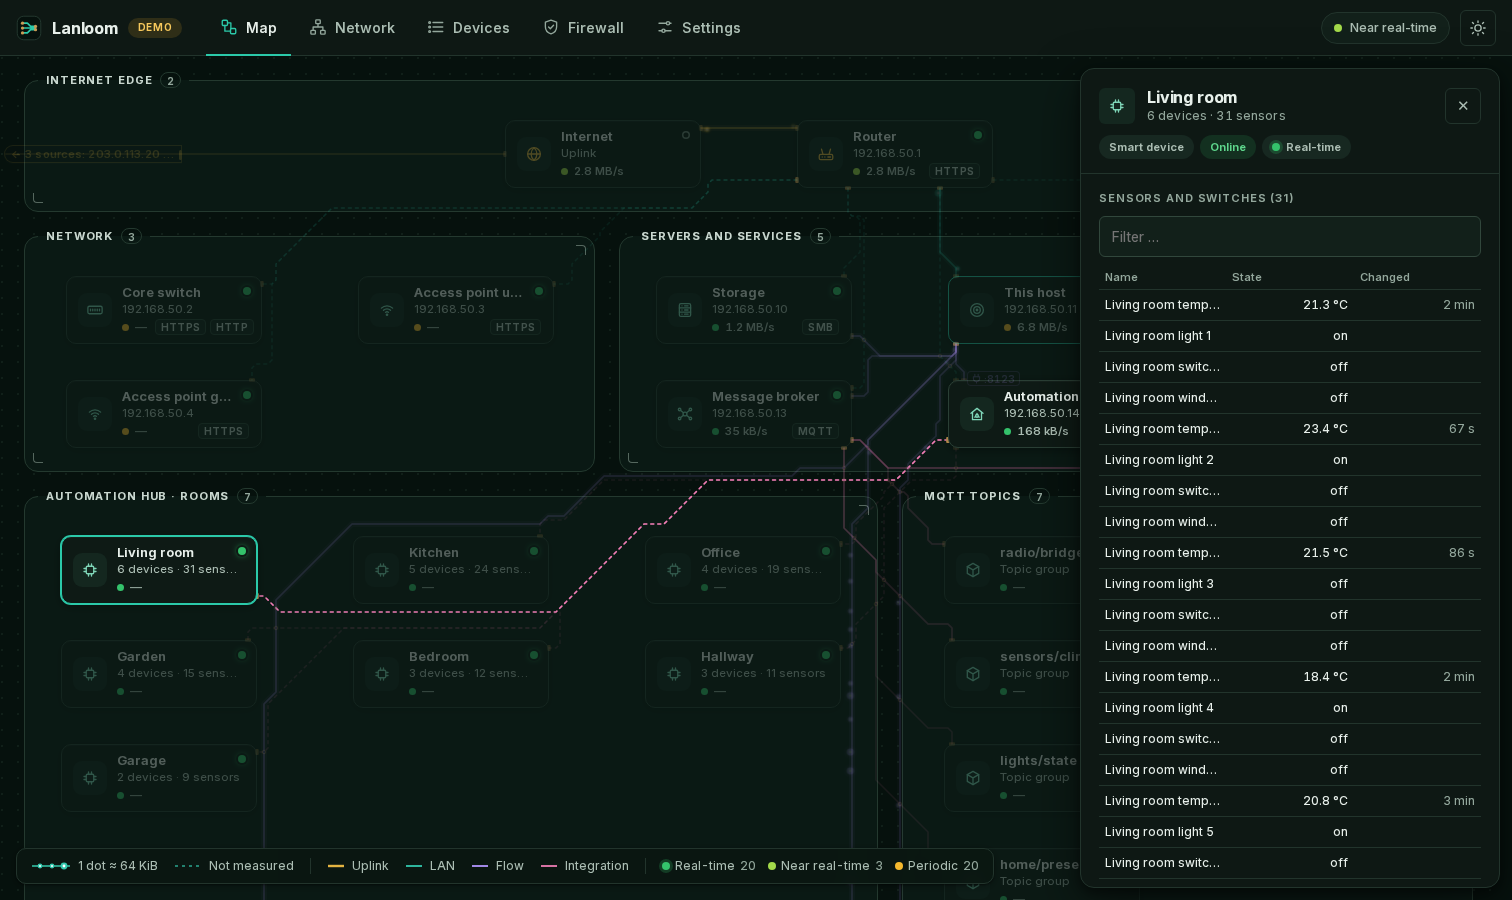 Lanloom DEMO Map Network Devices Firewall Settings Near real-time
INTERNET EDGE 2
Internet
Uplink
2.8 MB/s
Router
192.168.50.1
2.8 MB/s HTTPS
← 3 sources: 203.0.113.20
NETWORK 3
Core switch
192.168.50.2
— HTTPS HTTP
Access point u…
192.168.50.3
— HTTPS
Access point g…
192.168.50.4
— HTTPS
SERVERS AND SERVICES 5
Storage
192.168.50.10
1.2 MB/s SMB
This host
192.168.50.11
6.8 MB/s
8123
Message broker
192.168.50.13
35 kB/s MQTT
Automation
192.168.50.14
168 kB/s
AUTOMATION HUB · ROOMS 7
Living room
6 devices · 31 sens…
—
Kitchen
5 devices · 24 sens…
—
Office
4 devices · 19 sens…
—
Garden
4 devices · 15 sens…
—
Bedroom
3 devices · 12 sens…
—
Hallway
3 devices · 11 sensors
—
Garage
2 devices · 9 sensors
—
MQTT TOPICS 7
radio/bridge
Topic group
—
Topic group
—
lights/state
Topic group
—
Topic group
1 dot ≈ 64 KiB Not measured Uplink LAN Flow Integration Real-time 20 Near real-time 3 Periodic 20
Living room
6 devices · 31 sensors
✕
Smart device Online Real-time
SENSORS AND SWITCHES (31)
Filter …
Name State Changed
Living room temp… 21.3 °C 2 min
Living room light 1 on
Living room switc… off
Living room wind… off
Living room temp… 23.4 °C 67 s
Living room light 2 on
Living room switc… off
Living room wind… off
Living room temp… 21.5 °C 86 s
Living room light 3 off
Living room switc… off
Living room wind… off
Living room temp… 18.4 °C 2 min
Living room light 4 on
Living room switc… off
Living room wind… off
Living room temp… 20.8 °C 3 min
Living room light 5 on
Living room switc… off